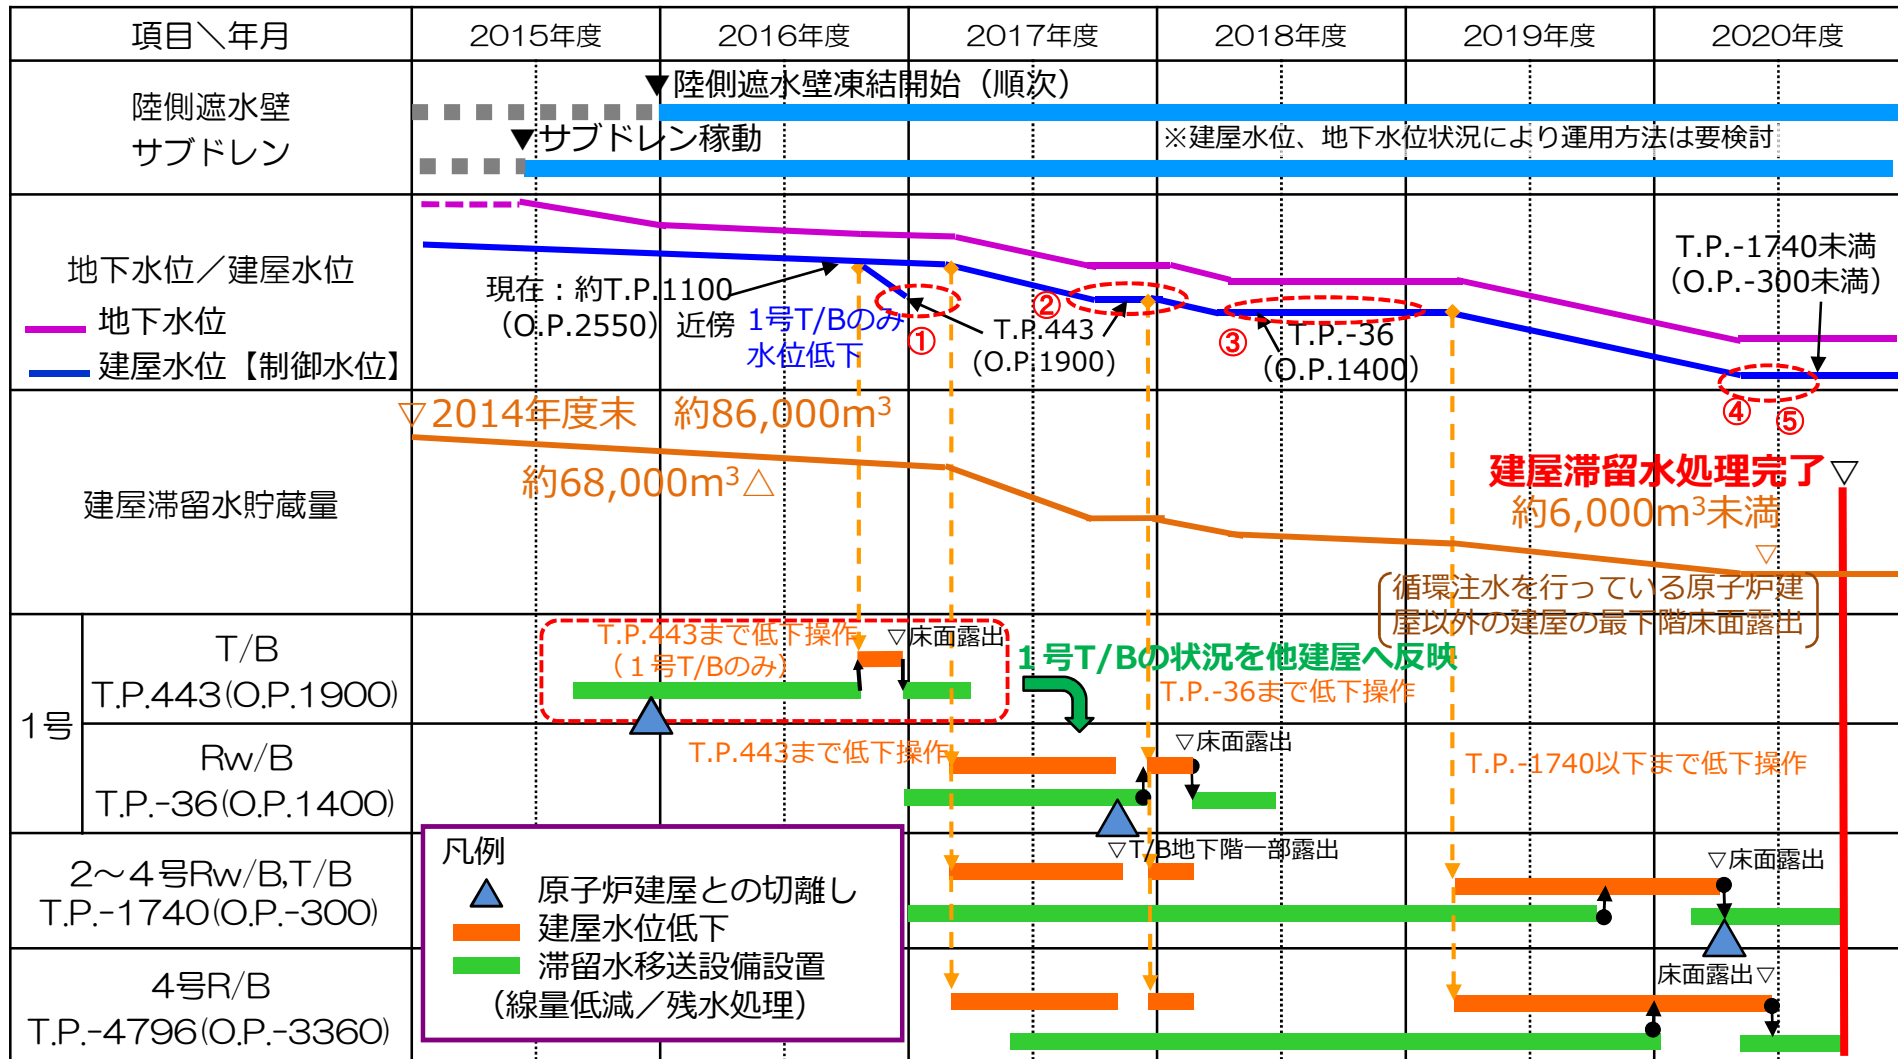 項目＼年月
2015年度
2016年度
2017年度
2018年度
2019年度
2020年度
陸側遮水壁
サブドレン
▼陸側遮水壁凍結開始（順次）
▼サブドレン稼動
※建屋水位、地下水位状況により運用方法は要検討
地下水位／建屋水位
地下水位
建屋水位【制御水位】
現在：約T.P.1100
（O.P.2550）近傍
1号T/Bのみ
水位低下
①
T.P.443
（O.P.1900）
②
③
T.P.-36
（O.P.1400）
T.P.-1740未満
（O.P.-300未満）
④
⑤
建屋滞留水貯蔵量
▽2014年度末　約86,000m³
約68,000m³△
建屋滞留水処理完了▽
約6,000m³未満
▽
循環注水を行っている原子炉建
屋以外の建屋の最下階床面露出
1号
T/B
T.P.443(O.P.1900)
T.P.443まで低下操作
（１号T/Bのみ）
▽床面露出
１号T/Bの状況を他建屋へ反映
T.P.-36まで低下操作
Rw/B
T.P.-36(O.P.1400)
T.P.443まで低下操作
▽床面露出
T.P.-1740以下まで低下操作
2～4号Rw/B,T/B
T.P.-1740(O.P.-300)
▽T/B地下階一部露出
▽床面露出
4号R/B
T.P.-4796(O.P.-3360)
床面露出▽
凡例
原子炉建屋との切離し
建屋水位低下
滞留水移送設備設置
（線量低減／残水処理）